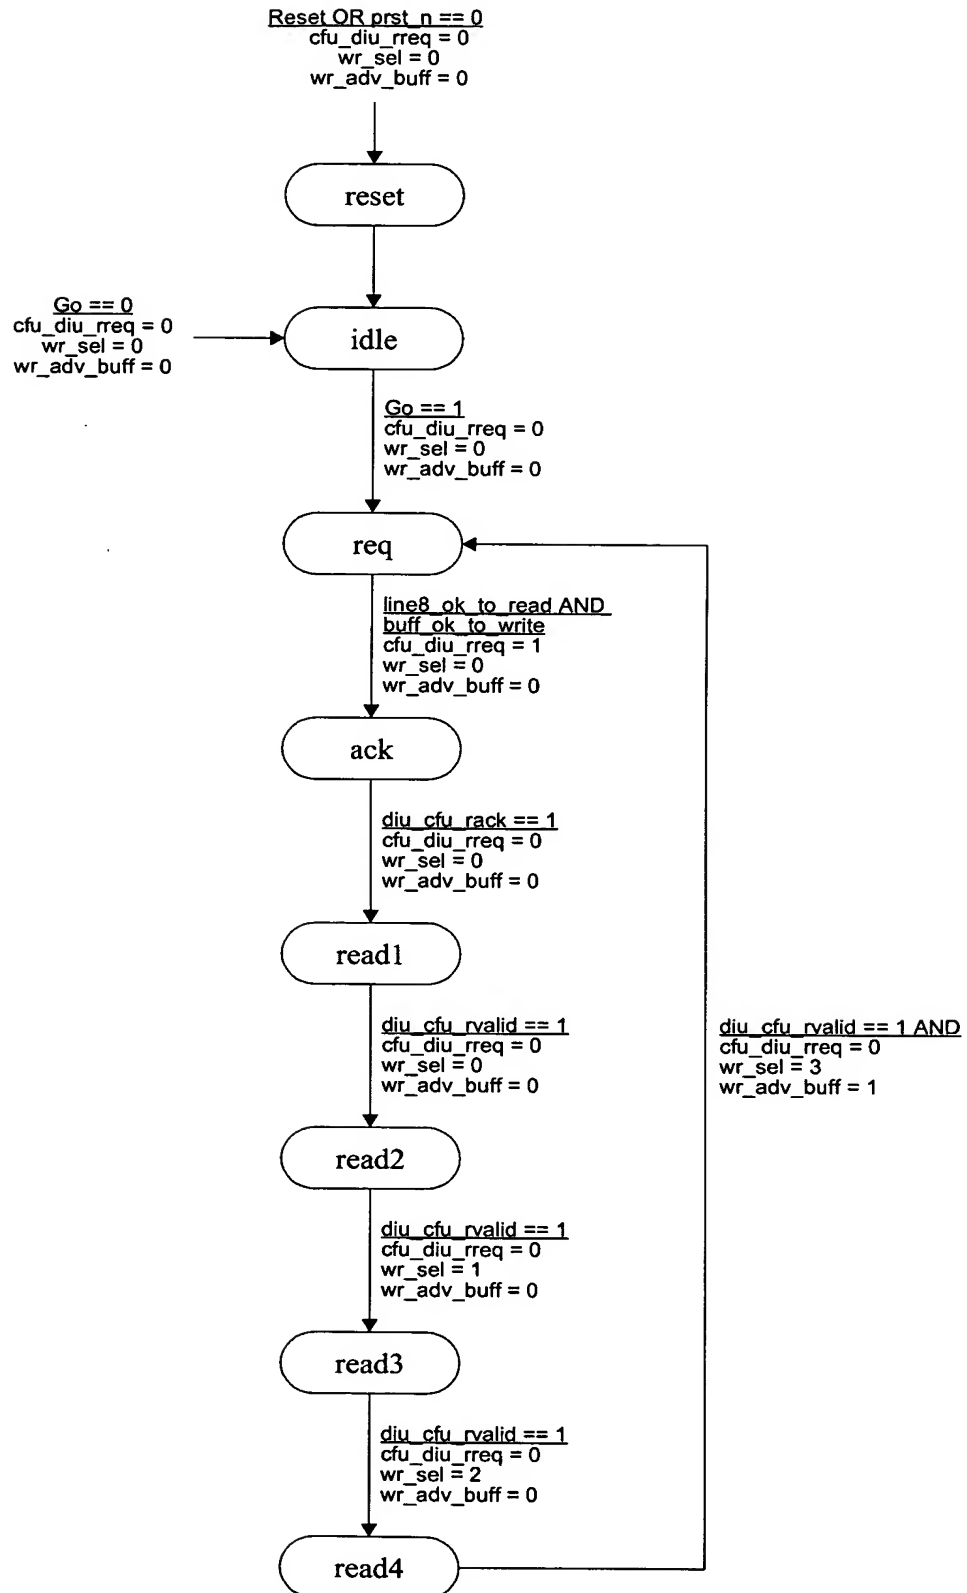 Reset OR prst_n == 0
cfu_diu_rreq = 0
wr_sel = 0
wr_adv_buff = 0
reset
Go == 0
cfu_diu_rreq = 0
wr_sel = 0
wr_adv_buff = 0
idle
Go == 1
cfu_diu_rreq = 0
wr_sel = 0
wr_adv_buff = 0
req
line8_ok_to_read AND
buff_ok_to_write
cfu_diu_rreq = 1
wr_sel = 0
wr_adv_buff = 0
ack
diu_cfu_rack == 1
cfu_diu_rreq = 0
wr_sel = 0
wr_adv_buff = 0
read1
diu_cfu_rvalid == 1
cfu_diu_rreq = 0
wr_sel = 0
wr_adv_buff = 0
diu_cfu_rvalid == 1 AND
cfu_diu_rreq = 0
wr_sel = 3
wr_adv_buff = 1
read2
diu_cfu_rvalid == 1
cfu_diu_rreq = 0
wr_sel = 1
wr_adv_buff = 0
read3
diu_cfu_rvalid == 1
cfu_diu_rreq = 0
wr_sel = 2
wr_adv_buff = 0
read4